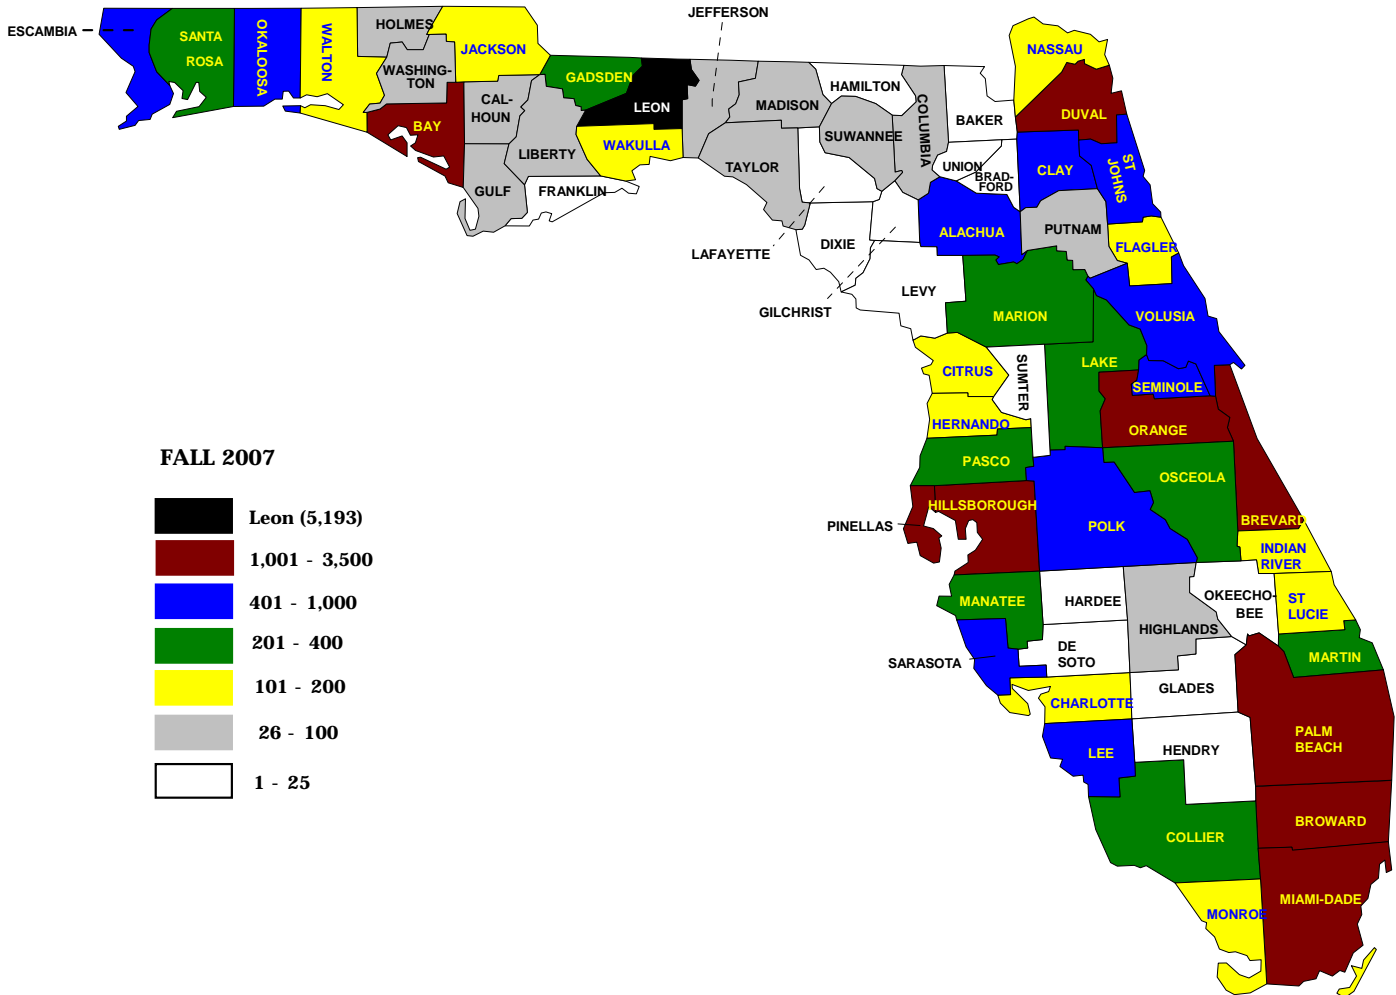 JEFFERSON
ESCAMBIA
HOLMES
SANTA
ROSA
OKALOOSA
WALTON
JACKSON
NASSAU
WASHING-
TON
GADSDEN
HAMILTON
CAL-
HOUN
LEON
MADISON
COLUMBIA
BAKER
DUVAL
BAY
SUWANNEE
WAKULLA
LIBERTY
TAYLOR
UNION
BRAD-
FORD
CLAY
ST
JOHNS
GULF
FRANKLIN
ALACHUA
PUTNAM
DIXIE
LAFAYETTE
FLAGLER
LEVY
GILCHRIST
MARION
VOLUSIA
CITRUS
SUMTER
LAKE
SEMINOLE
HERNANDO
ORANGE
FALL 2007
PASCO
OSCEOLA
HILLSBOROUGH
Leon (5,193)
PINELLAS
POLK
BREVARD
1,001 - 3,500
INDIAN
RIVER
401 - 1,000
MANATEE
HARDEE
OKEECHO-
BEE
ST
LUCIE
HIGHLANDS
201 - 400
DE
SOTO
SARASOTA
MARTIN
101 - 200
GLADES
CHARLOTTE
26 - 100
PALM
BEACH
LEE
HENDRY
1 - 25
BROWARD
COLLIER
MIAMI-DADE
MONROE